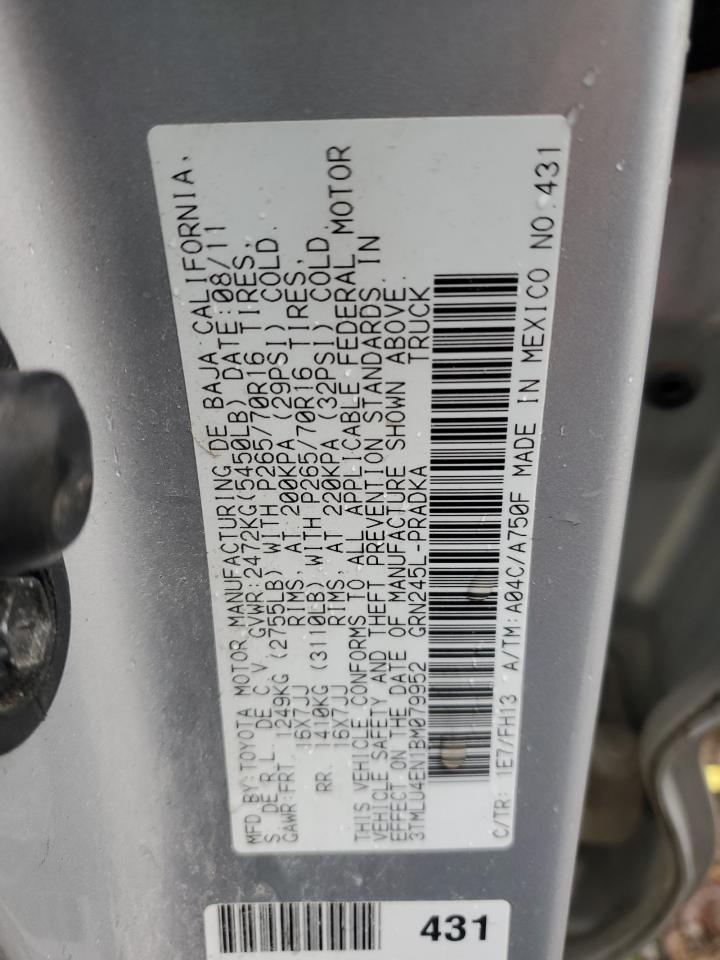 MFD. BY:TOYOTA MOTOR MANUFACTURING DE BAJA CALIFORNIA,
S DE R.L. DE C.V. GVWR:2472KG(5450LB) DATE:08/11
GAWR:FRT. 1249KG (2755LB) WITH P265/70R16 TIRES,
16X7JJ RIMS, AT 200KPA (29PSI) COLD.
RR. 1410KG (3110LB) WITH P265/70R16 TIRES,
16X7JJ RIMS, AT 220KPA (32PSI) COLD.
THIS VEHICLE CONFORMS TO ALL APPLICABLE FEDERAL MOTOR
VEHICLE SAFETY AND THEFT PREVENTION STANDARDS IN
EFFECT ON THE DATE OF MANUFACTURE SHOWN ABOVE.
3TMLU4EN1BM079952 GRN245L-PRADKA TRUCK
C/TR: 1E7/FH13 A/TM:A04C/A750F MADE IN MEXICO NO.431
431